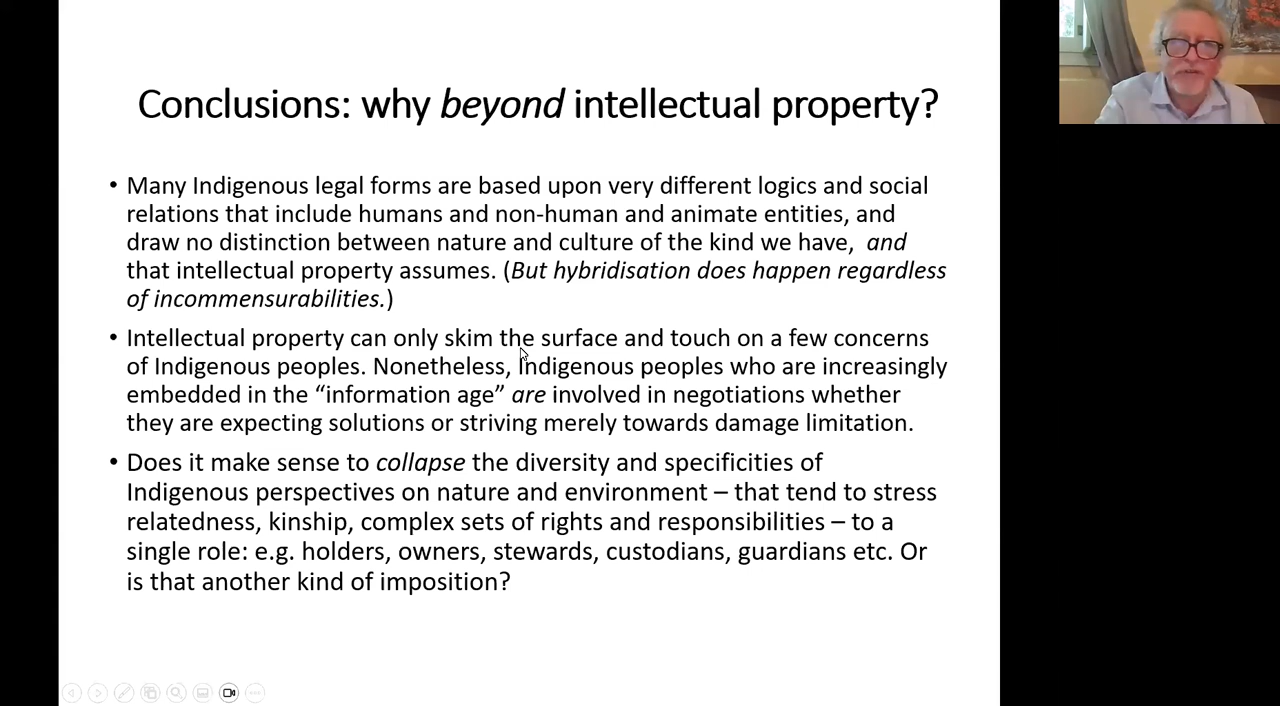 Conclusions: why beyond intellectual property?
• Many Indigenous legal forms are based upon very different logics and social
relations that include humans and non-human and animate entities, and
draw no distinction between nature and culture of the kind we have,  and
that intellectual property assumes. (But hybridisation does happen regardless
of incommensurabilities.)
• Intellectual property can only skim the surface and touch on a few concerns
of Indigenous peoples. Nonetheless, Indigenous peoples who are increasingly
embedded in the “information age” are involved in negotiations whether
they are expecting solutions or striving merely towards damage limitation.
• Does it make sense to collapse the diversity and specificities of
Indigenous perspectives on nature and environment – that tend to stress
relatedness, kinship, complex sets of rights and responsibilities – to a
single role: e.g. holders, owners, stewards, custodians, guardians etc. Or
is that another kind of imposition?